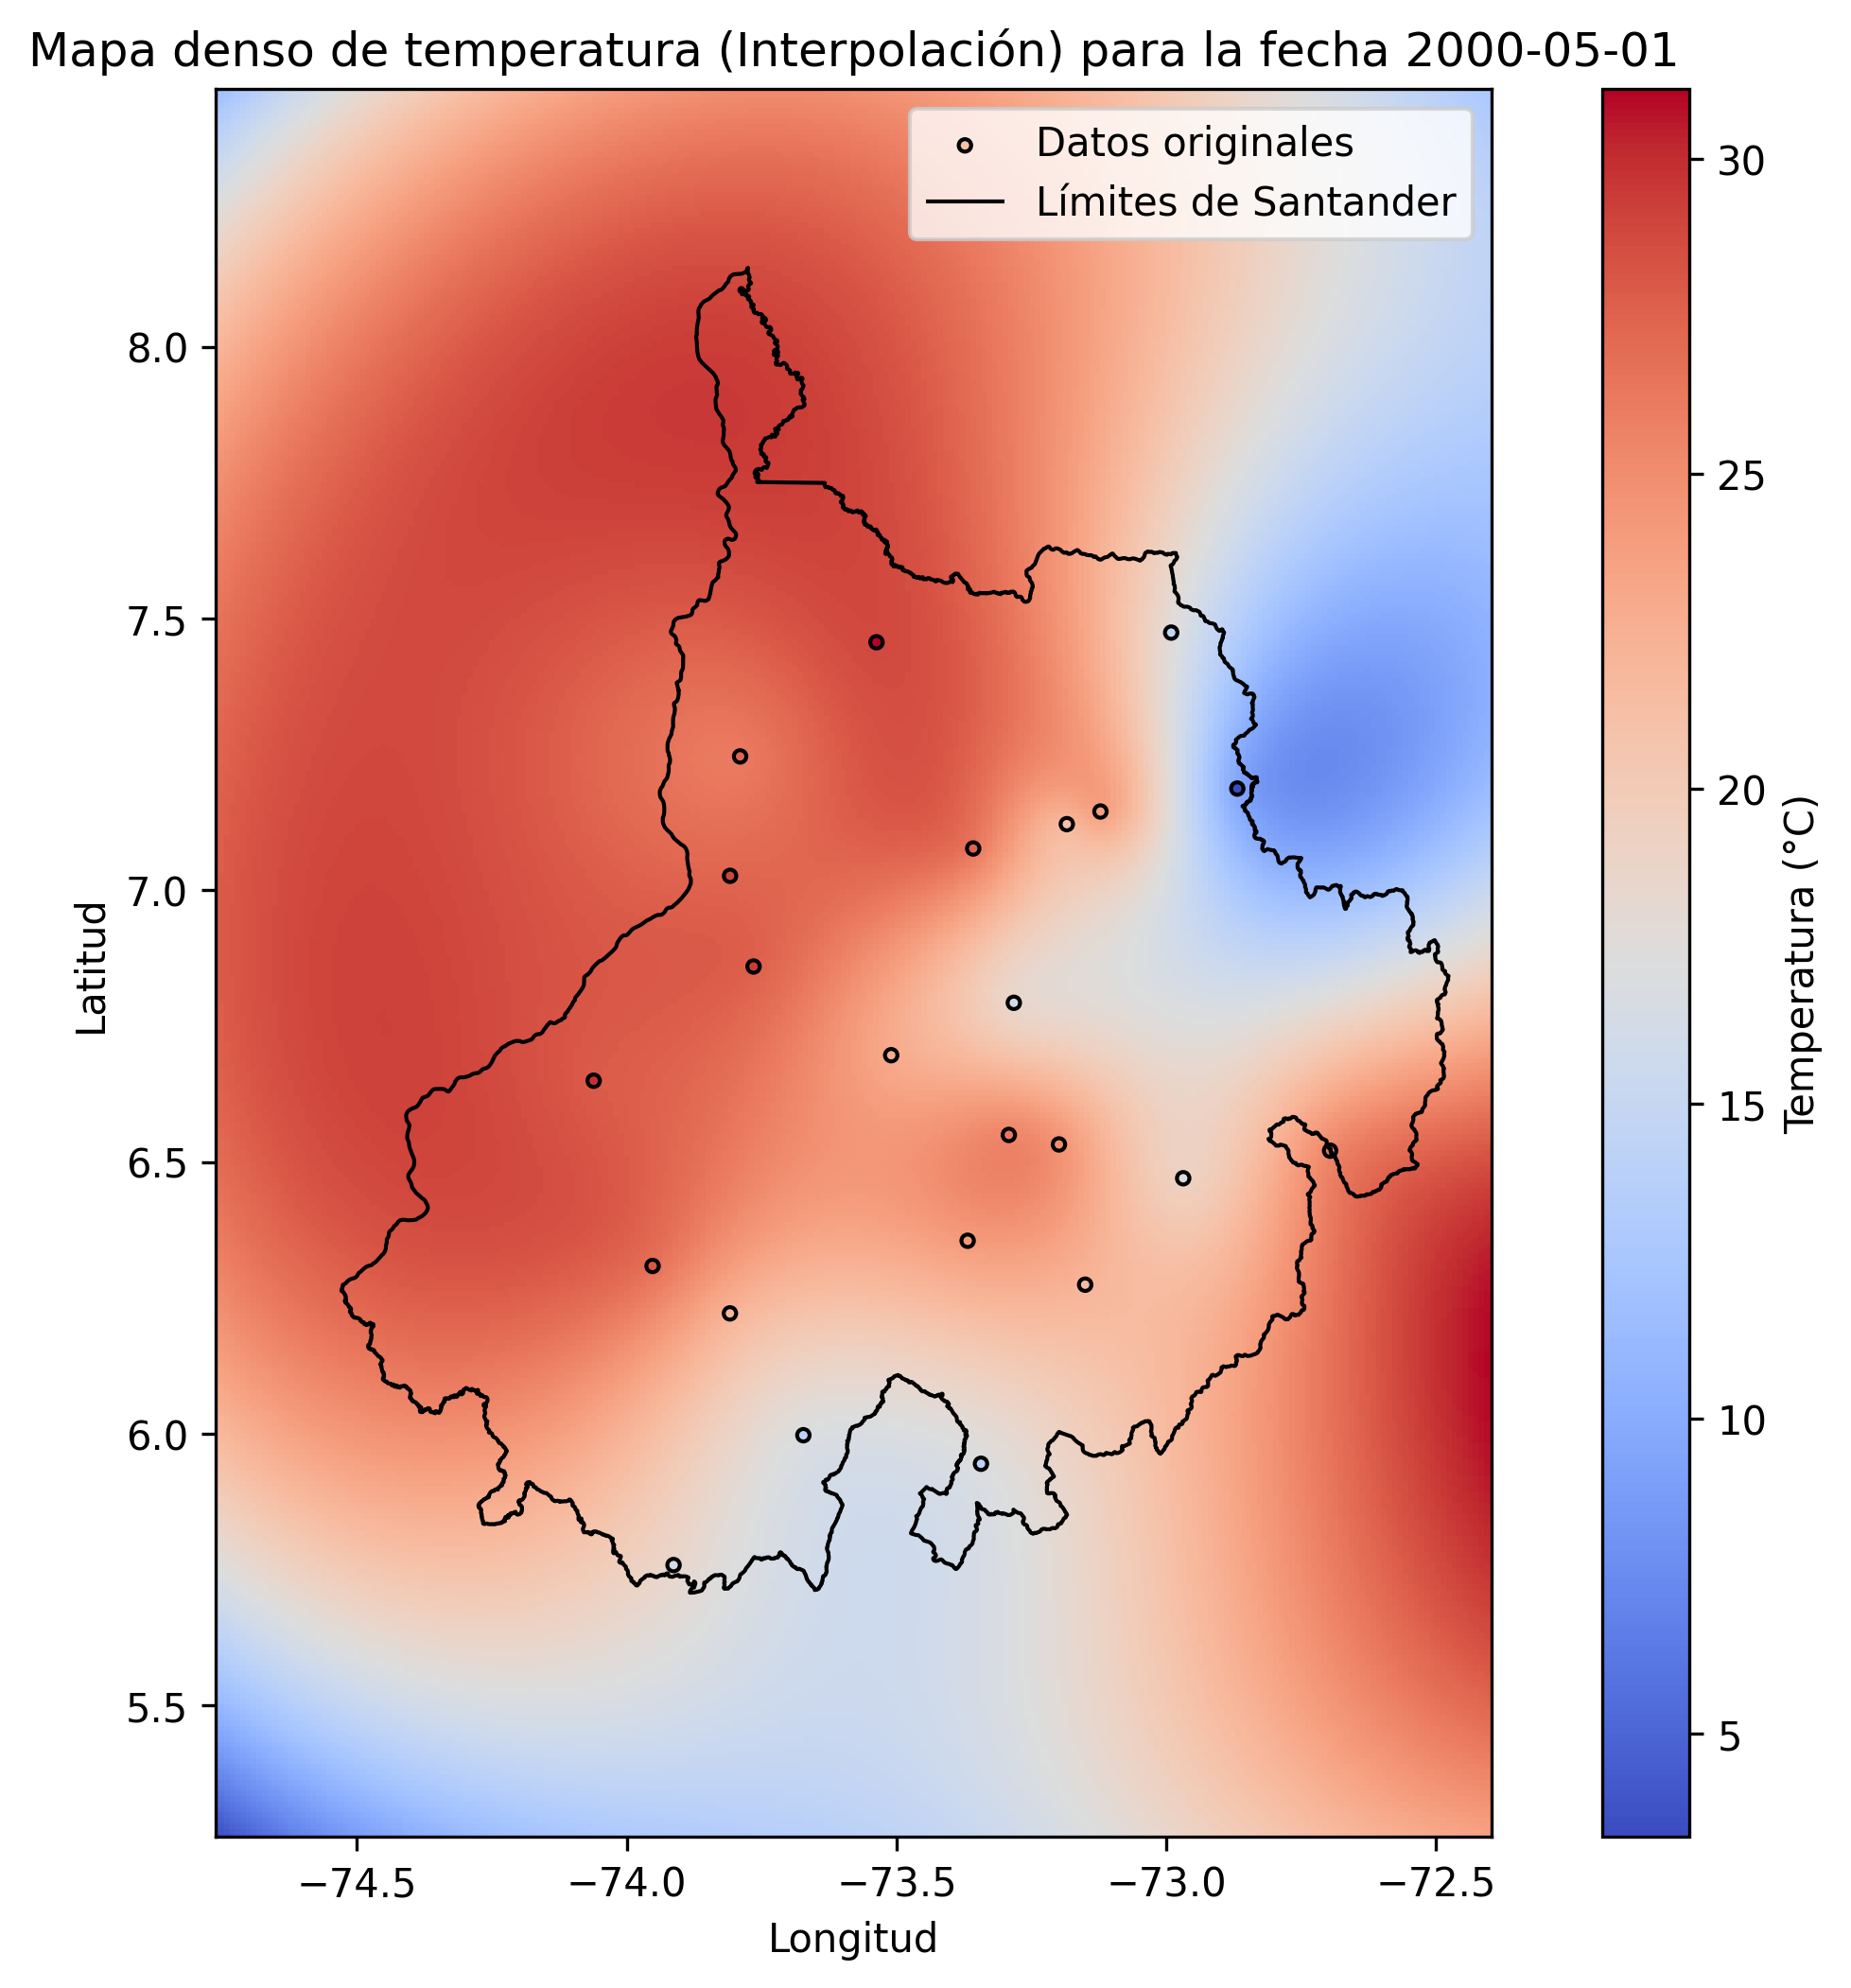 Mapa denso de temperatura (Interpolación) para la fecha 2000-05-01
Datos originales
Límites de Santander
8.0
7.5
7.0
6.5
6.0
5.5
Latitud
−74.5
−74.0
−73.5
−73.0
−72.5
Longitud
30
25
20
15
10
5
Temperatura (°C)